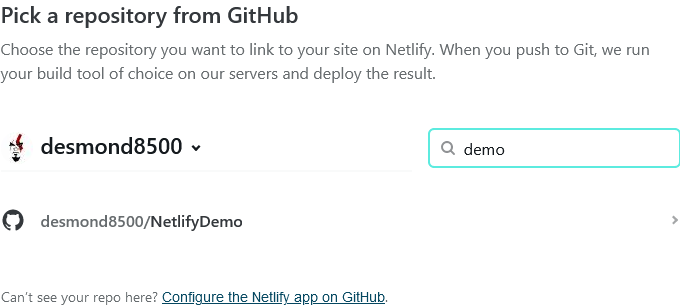 Pick a repository from GitHub
Choose the repository you want to link to your site on Netlify. When you push to Git, we run
your build tool of choice on our servers and deploy the result.
desmond8500
demo
desmond8500/NetlifyDemo
Can't see your repo here? Configure the Netlify app on GitHub.